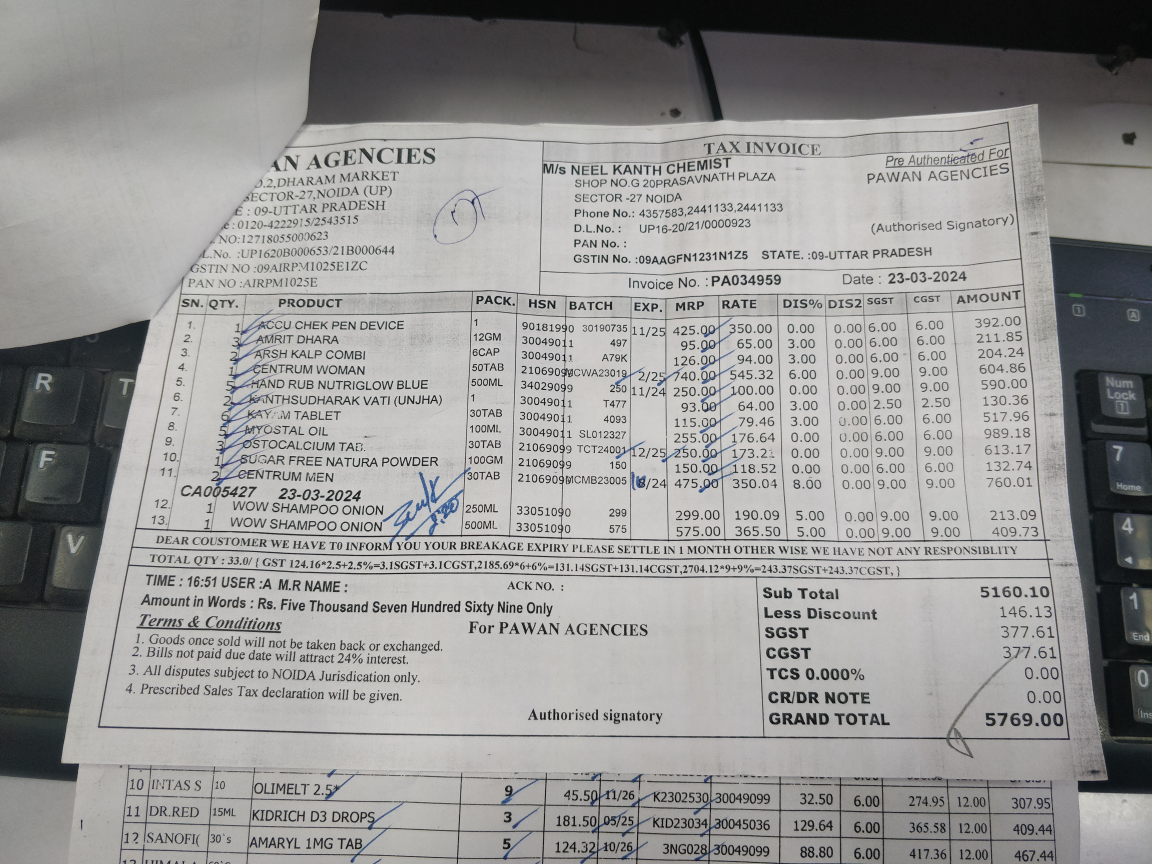 AN AGENCIES
.2,DHARAM MARKET
SECTOR-27,NOIDA (UP)
E : 09-UTTAR PRADESH
:0120-4222915/2543515
NO:12718055000623
L.No. :UP1620B000653/21B000644
GSTIN NO :09AIRPM1025E1ZC
PAN NO :AIRPM1025E
TAX INVOICE
M/s NEEL KANTH CHEMIST
SHOP NO.G 20PRASAVNATH PLAZA
SECTOR -27 NOIDA
Phone No.: 4357583,2441133,2441133
D.L.No. : UP16-20/21/0000923
PAN No. :
GSTIN No. :09AAGFN1231N1Z5 STATE. :09-UTTAR PRADESH
Pre Authenticated For
PAWAN AGENCIES
(Authorised Signatory)
Invoice No. :PA034959 Date : 23-03-2024
SN. QTY. PRODUCT PACK. HSN BATCH EXP. MRP RATE DIS% DIS2 SGST CGST AMOUNT
1. 1 ACCU CHEK PEN DEVICE 1 90181990 30190735 11/25 425.00 350.00 0.00 0.00 6.00 6.00 392.00
2. 3 AMRIT DHARA 12GM 30049011 497 95.00 65.00 3.00 0.00 6.00 6.00 211.85
3. 2 ARSH KALP COMBI 6CAP 30049011 A79K 126.00 94.00 3.00 0.00 6.00 6.00 204.24
4. 1 CENTRUM WOMAN 50TAB 21069099 MCWA23019 2/25 740.00 545.32 6.00 0.00 9.00 9.00 604.86
5. 5 HAND RUB NUTRIGLOW BLUE 500ML 34029099 250 11/24 250.00 100.00 0.00 0.00 9.00 9.00 590.00
6. 2 KANTHSUDHARAK VATI (UNJHA) 1 30049011 T477 93.00 64.00 3.00 0.00 2.50 2.50 130.36
7. 6 KAYAM TABLET 30TAB 30049011 4093 115.00 79.46 3.00 0.00 6.00 6.00 517.96
8. 5 MYOSTAL OIL 100ML 30049011 SL012327 255.00 176.64 0.00 0.00 6.00 6.00 989.18
9. 3 OSTOCALCIUM TAB. 30TAB 21069099 TCT24001 12/25 250.00 173.21 0.00 0.00 9.00 9.00 613.17
10. 1 SUGAR FREE NATURA POWDER 100GM 21069099 150 150.00 118.52 0.00 0.00 6.00 6.00 132.74
11. 2 CENTRUM MEN 30TAB 21069099 MCMB23005 /24 475.00 350.04 8.00 0.00 9.00 9.00 760.01
CA005427 23-03-2024
12. 1 WOW SHAMPOO ONION 250ML 33051090 299 299.00 190.09 5.00 0.00 9.00 9.00 213.09
13. 1 WOW SHAMPOO ONION 500ML 33051090 575 575.00 365.50 5.00 0.00 9.00 9.00 409.73
DEAR COUSTOMER WE HAVE T0 INFORM YOU YOUR BREAKAGE EXPIRY PLEASE SETTLE IN 1 MONTH OTHER WISE WE HAVE NOT ANY RESPONSIBLITY
TOTAL QTY : 33.0/ { GST 124.16*2.5+2.5%=3.1SGST+3.1CGST,2185.69*6+6%=131.14SGST+131.14CGST,2704.12*9+9%=243.37SGST+243.37CGST, }
TIME : 16:51 USER :A M.R NAME : ACK NO. :
Amount in Words : Rs. Five Thousand Seven Hundred Sixty Nine Only
Terms & Conditions For PAWAN AGENCIES
1. Goods once sold will not be taken back or exchanged.
2. Bills not paid due date will attract 24% interest.
3. All disputes subject to NOIDA Jurisdication only.
4. Prescribed Sales Tax declaration will be given.
Authorised signatory
Sub Total 5160.10
Less Discount 146.13
SGST 377.61
CGST 377.61
TCS 0.000% 0.00
CR/DR NOTE 0.00
GRAND TOTAL 5769.00
10 INTAS S 10 OLIMELT 2.5* 9 45.50 11/26 K2302530 30049099 32.50 6.00 274.95 12.00 307.95
11 DR.RED 15ML KIDRICH D3 DROPS 3 181.50 05/25 KID23034 30045036 129.64 6.00 365.58 12.00 409.44
12 SANOFI( 30`s AMARYL 1MG TAB 5 124.32 10/26 3NG028 30049099 88.80 6.00 417.36 12.00 467.44
R
T
F
V
Num
Lock
7
Home
4
1
End
0